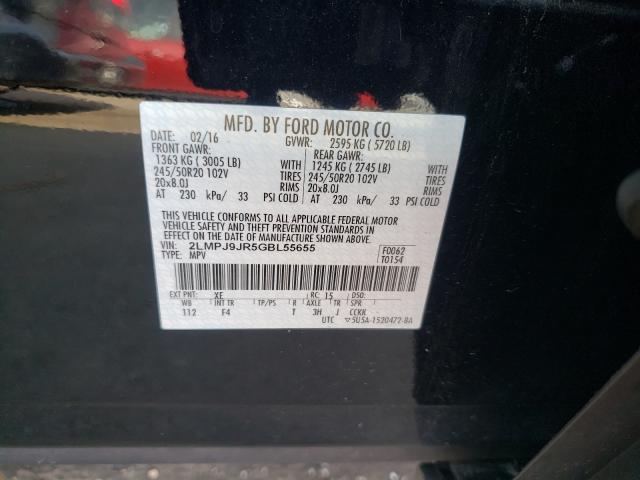 MFD. BY FORD MOTOR CO.
DATE: 02/16 GVWR: 2595 KG ( 5720 LB)
FRONT GAWR: REAR GAWR:
1363 KG ( 3005 LB) WITH 1245 KG ( 2745 LB) WITH
245/50R20 102V TIRES 245/50R20 102V TIRES
20x8.0J RIMS 20x8.0J RIMS
AT 230 kPa/ 33 PSI COLD AT 230 kPa/ 33 PSI COLD
THIS VEHICLE CONFORMS TO ALL APPLICABLE FEDERAL MOTOR
VEHICLE SAFETY AND THEFT PREVENTION STANDARDS IN
EFFECT ON THE DATE OF MANUFACTURE SHOWN ABOVE.
VIN: 2LMPJ9JR5GBL55655 F0062
TYPE: MPV T0154
EXT PNT: XE RC: 15 DSO:
WB INT TR TP/PS R AXLE TR SPR
112 F4 T 3H J CCKK
UTC ▽5U5A-1520472-BA